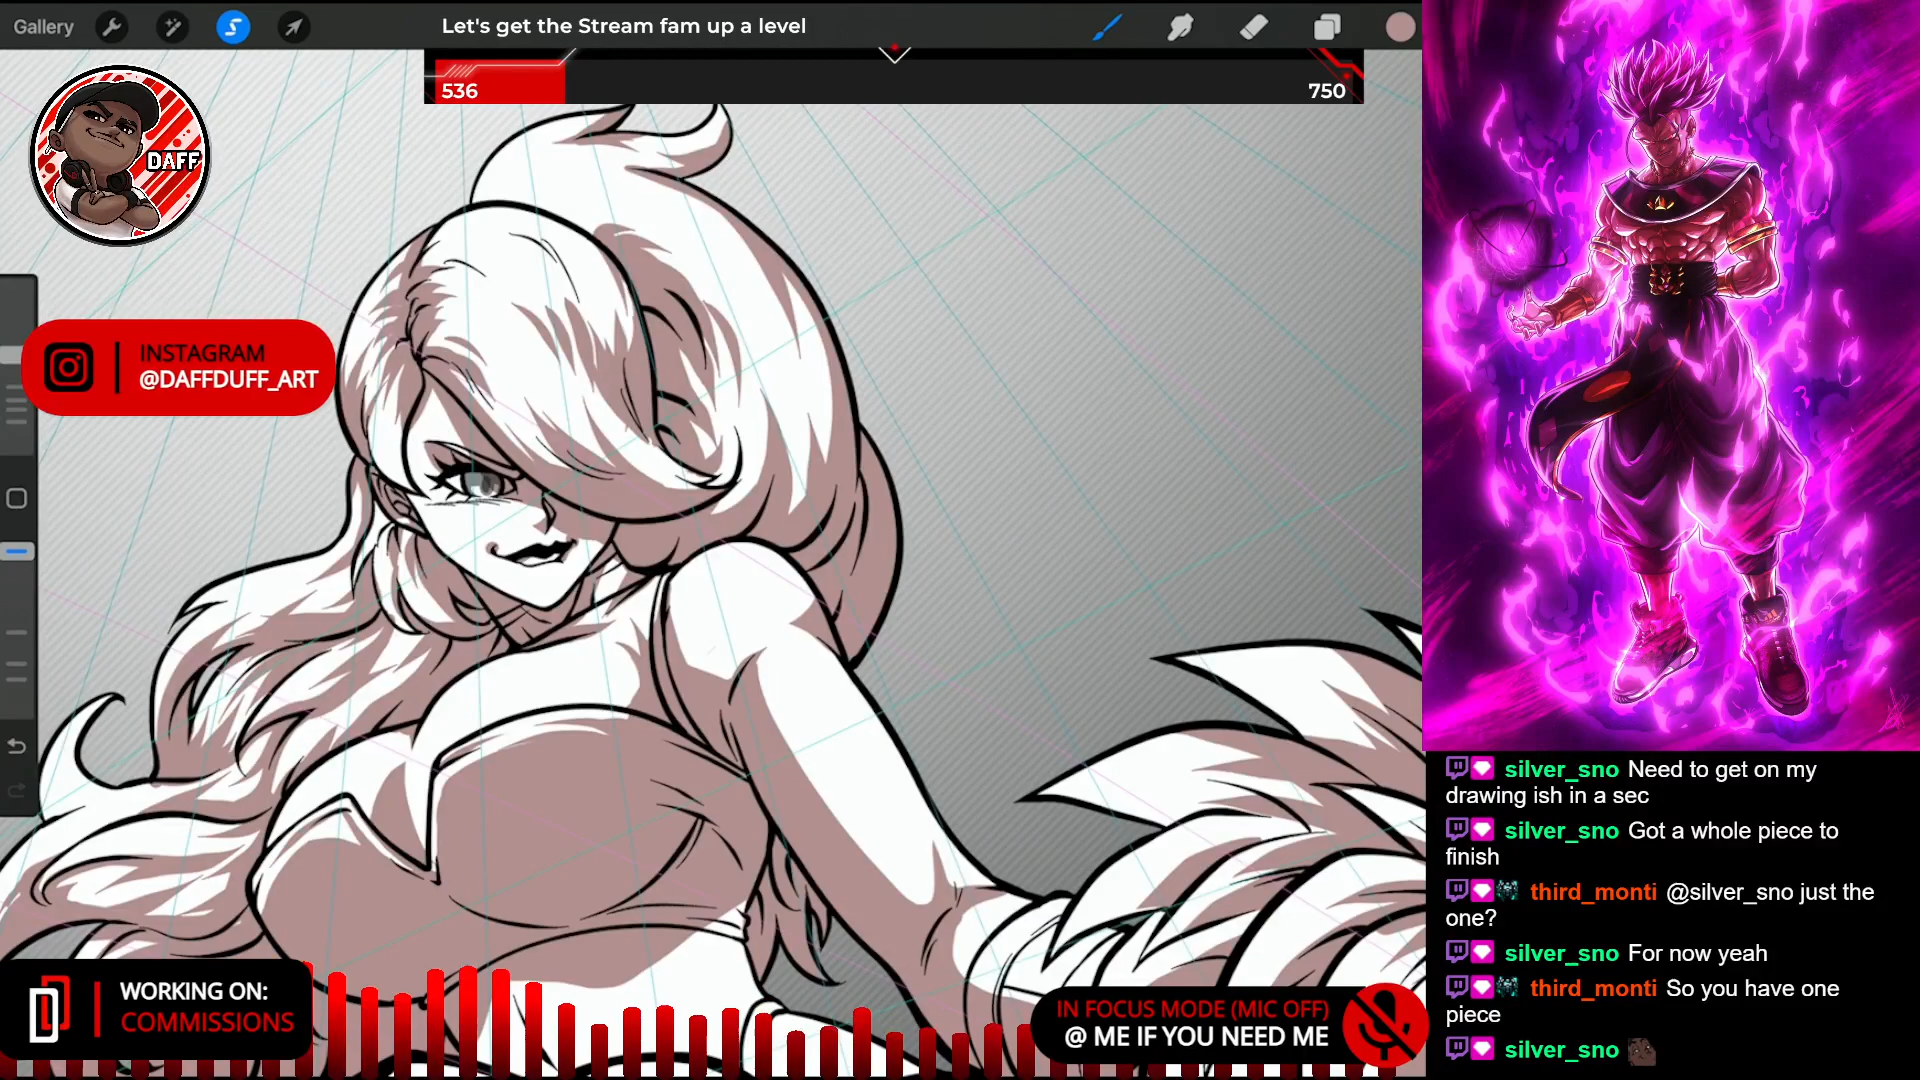 Gallery
Let's get the Stream fam up a level
536
750
DAFF
INSTAGRAM
@DAFFDUFF_ART
silver_sno Need to get on my
drawing ish in a sec
silver_sno Got a whole piece to
finish
third_monti @silver_sno just the
one?
silver_sno For now yeah
third_monti So you have one
piece
silver_sno
WORKING ON:
COMMISSIONS
IN FOCUS MODE (MIC OFF)
@ ME IF YOU NEED ME